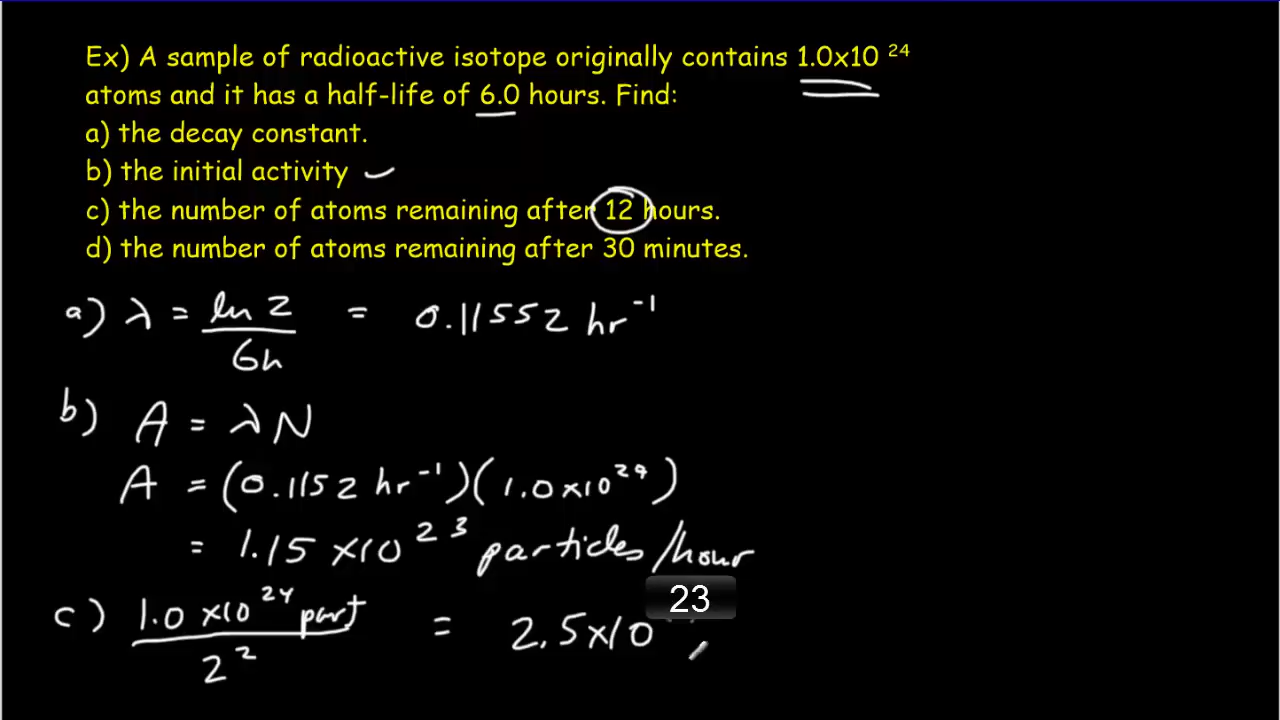 Ex) A sample of radioactive isotope originally contains 1.0x10 ²⁴
atoms and it has a half-life of 6.0 hours. Find:
a) the decay constant.
b) the initial activity
c) the number of atoms remaining after 12 hours.
d) the number of atoms remaining after 30 minutes.
a) λ = ln 2 / 6h = 0.11552 hr⁻¹
b) A = λN
A = (0.1152 hr⁻¹)(1.0x10²⁴)
= 1.15 x10²³ particles/hour
c) 1.0 x10²⁴ part / 2² = 2.5x10
23